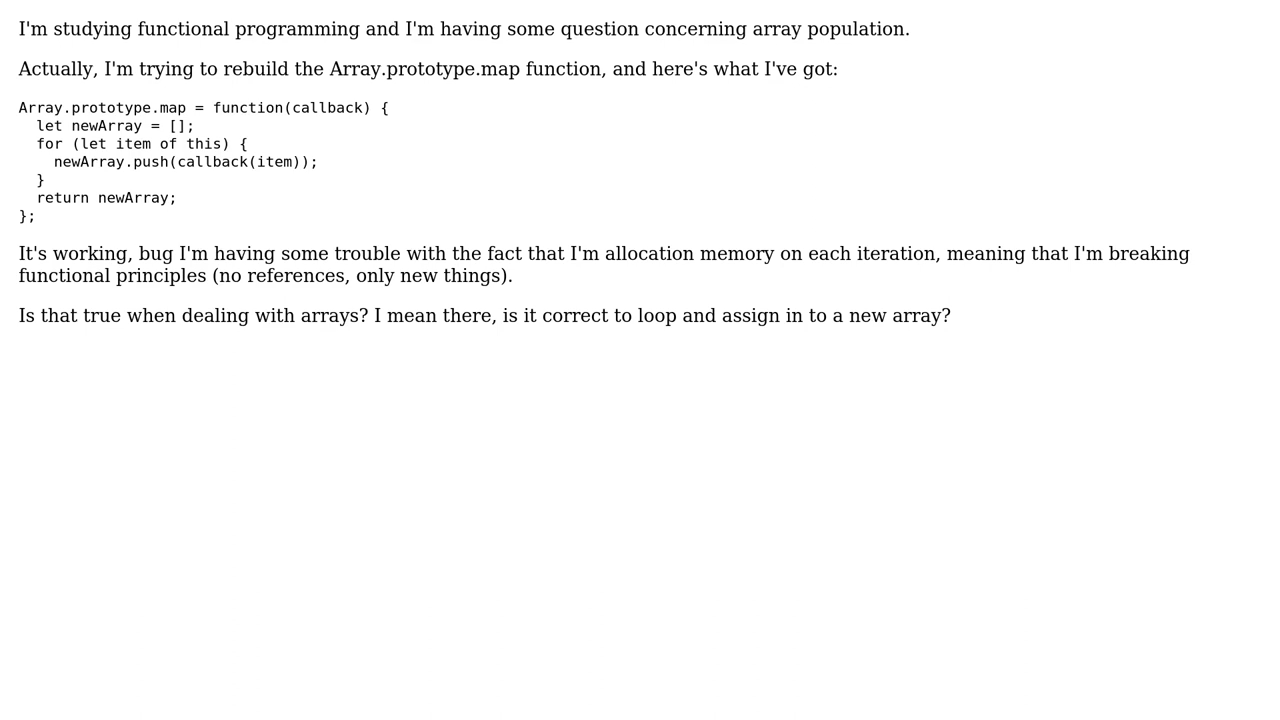 I'm studying functional programming and I'm having some question concerning array population.
Actually, I'm trying to rebuild the Array.prototype.map function, and here's what I've got:
Array.prototype.map = function(callback) {
  let newArray = [];
  for (let item of this) {
    newArray.push(callback(item));
  }
  return newArray;
};
It's working, bug I'm having some trouble with the fact that I'm allocation memory on each iteration, meaning that I'm breaking
functional principles (no references, only new things).
Is that true when dealing with arrays? I mean there, is it correct to loop and assign in to a new array?